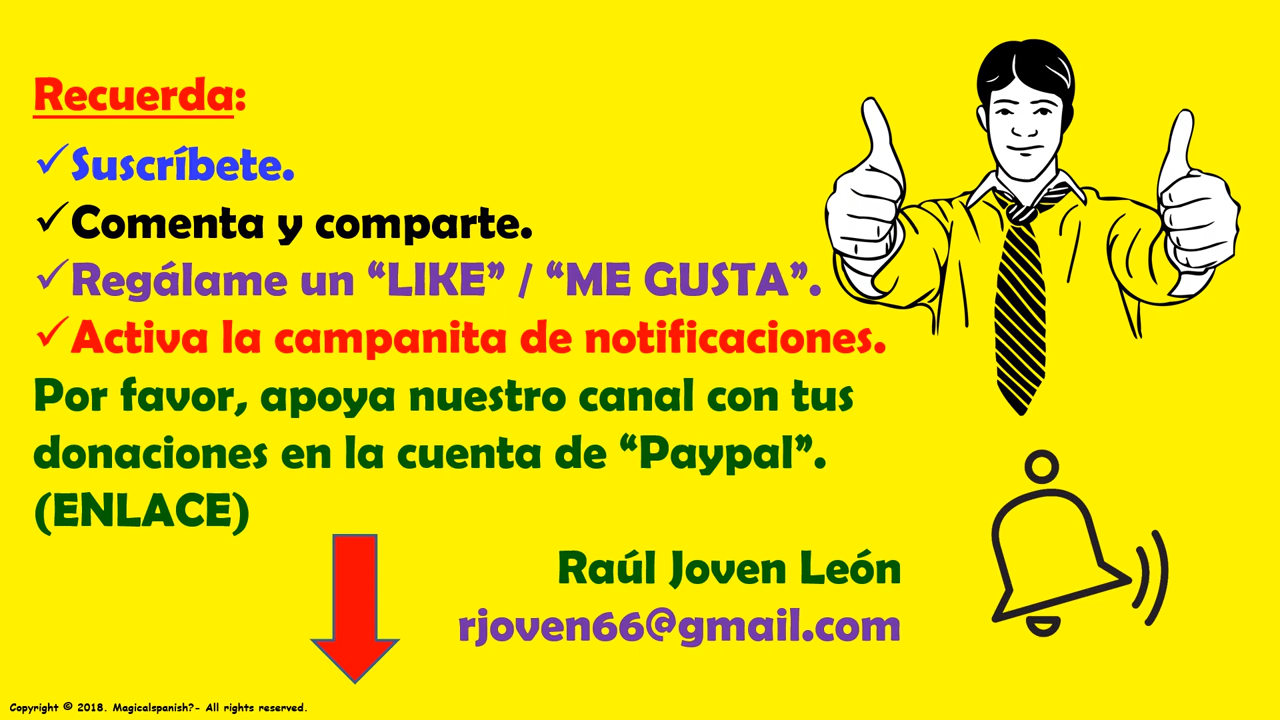 Recuerda:
✓Suscríbete.
✓Comenta y comparte.
✓Regálame un “LIKE” / “ME GUSTA”.
✓Activa la campanita de notificaciones.
Por favor, apoya nuestro canal con tus
donaciones en la cuenta de “Paypal”.
(ENLACE)
Raúl Joven León
rjoven66@gmail.com
Copyright © 2018. Magicalspanish?- All rights reserved.